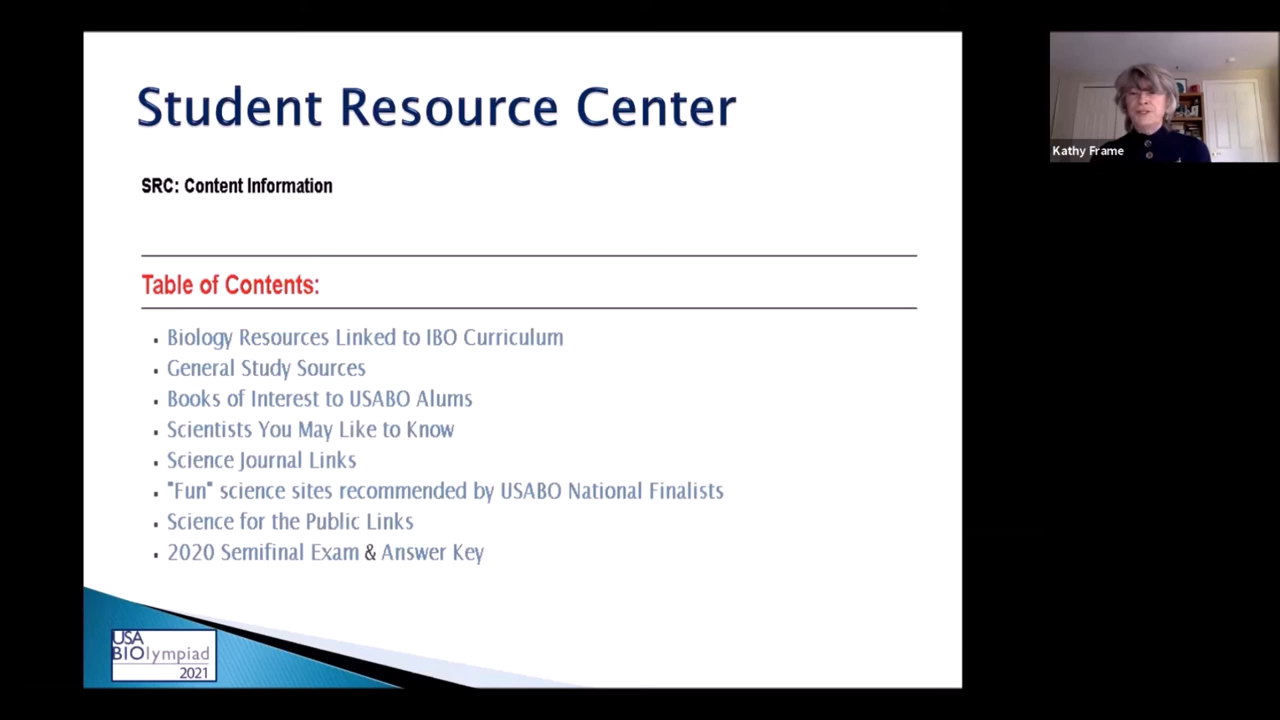 Student Resource Center
SRC: Content Information
Table of Contents:
Biology Resources Linked to IBO Curriculum
General Study Sources
Books of Interest to USABO Alums
Scientists You May Like to Know
Science Journal Links
"Fun" science sites recommended by USABO National Finalists
Science for the Public Links
2020 Semifinal Exam & Answer Key
USA
BIOlympiad
2021
Kathy Frame